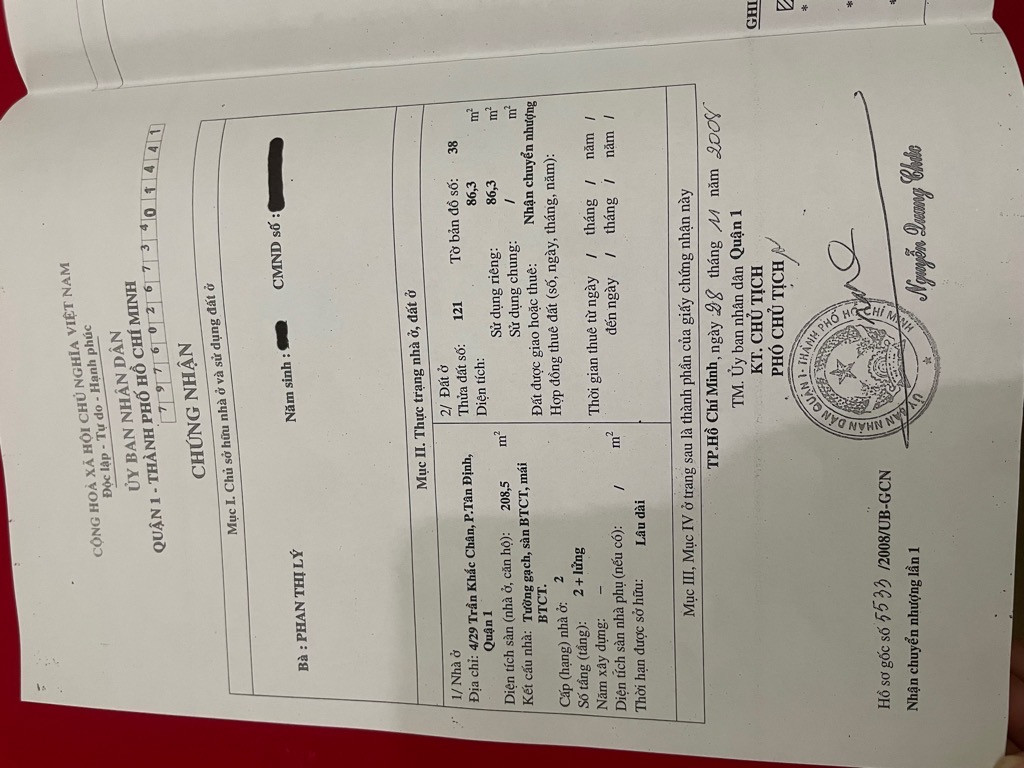 CỘNG HOÀ XÃ HỘI CHỦ NGHĨA VIỆT NAM
Độc lập - Tự do - Hạnh phúc
ỦY BAN NHÂN DÂN
QUẬN 1 - THÀNH PHỐ HỒ CHÍ MINH
7 9 7 6 0 2 6 7 3 4 0 1 4 4 1
CHỨNG NHẬN
Mục I. Chủ sở hữu nhà ở và sử dụng đất ở
Bà : PHAN THỊ LÝ Năm sinh : CMND số :
Mục II. Thực trạng nhà ở, đất ở
1/ Nhà ở
Địa chỉ: 4/29 Trần Khắc Chân, P.Tân Định,
Quận 1
Diện tích sàn (nhà ở, căn hộ): 208,5 m²
Kết cấu nhà: Tường gạch, sàn BTCT, mái
BTCT.
Cấp (hạng) nhà ở: 2
Số tầng (tầng): 2 + lửng
Năm xây dựng: –
Diện tích sàn nhà phụ (nếu có): / m²
Thời hạn được sở hữu: Lâu dài
2/ Đất ở
Thửa đất số: 121 Tờ bản đồ số: 38
Diện tích: 86,3 m²
Sử dụng riêng: 86,3 m²
Sử dụng chung: / m²
Đất được giao hoặc thuê: Nhận chuyển nhượng
Hợp đồng thuê đất (số, ngày, tháng, năm):
Thời gian thuê từ ngày / tháng / năm /
đến ngày / tháng / năm /
Mục III, Mục IV ở trang sau là thành phần của giấy chứng nhận này
TP.Hồ Chí Minh, ngày 28 tháng 11 năm 2008
TM. Ủy ban nhân dân Quận 1
KT. CHỦ TỊCH
PHÓ CHỦ TỊCH
ỦY BAN NHÂN DÂN QUẬN 1 - THÀNH PHỐ HỒ CHÍ MINH
Nguyễn Quang Thức
Hồ sơ gốc số 5533 /2008/UB-GCN
Nhận chuyển nhượng lần 1
GHI